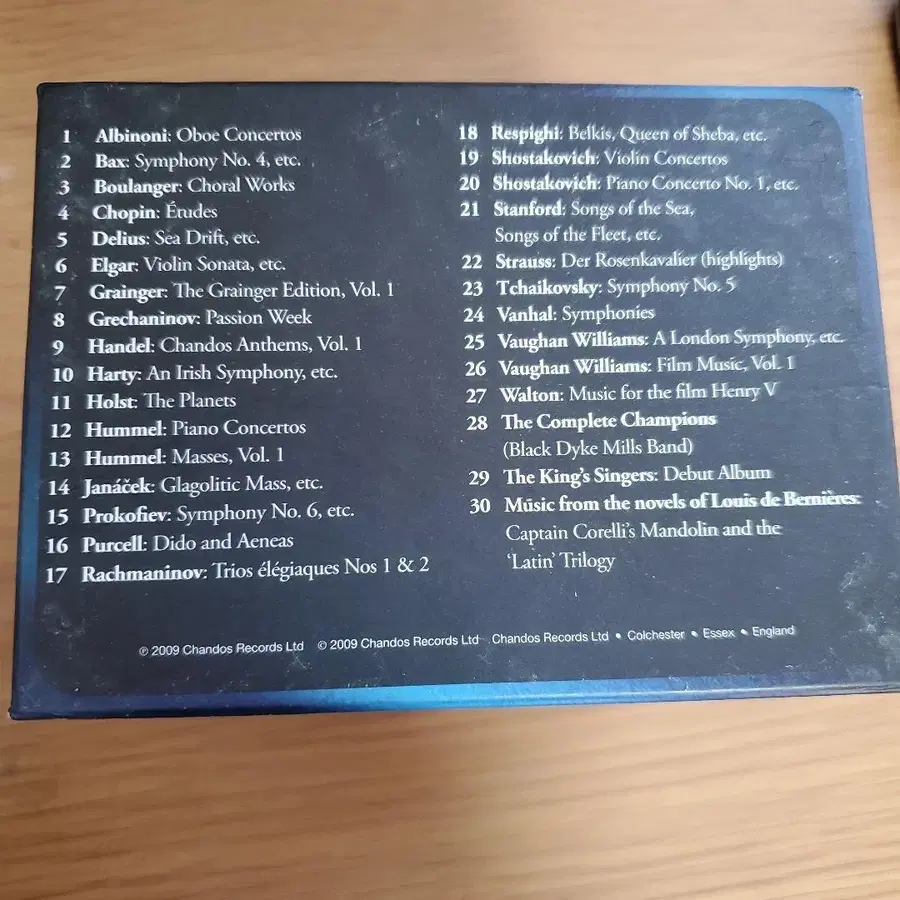 1 Albinoni: Oboe Concertos
2 Bax: Symphony No. 4, etc.
3 Boulanger: Choral Works
4 Chopin: Études
5 Delius: Sea Drift, etc.
6 Elgar: Violin Sonata, etc.
7 Grainger: The Grainger Edition, Vol. 1
8 Grechaninov: Passion Week
9 Handel: Chandos Anthems, Vol. 1
10 Harty: An Irish Symphony, etc.
11 Holst: The Planets
12 Hummel: Piano Concertos
13 Hummel: Masses, Vol. 1
14 Janáček: Glagolitic Mass, etc.
15 Prokofiev: Symphony No. 6, etc.
16 Purcell: Dido and Aeneas
17 Rachmaninov: Trios élégiaques Nos 1 & 2
18 Respighi: Belkis, Queen of Sheba, etc.
19 Shostakovich: Violin Concertos
20 Shostakovich: Piano Concerto No. 1, etc.
21 Stanford: Songs of the Sea,
Songs of the Fleet, etc.
22 Strauss: Der Rosenkavalier (highlights)
23 Tchaikovsky: Symphony No. 5
24 Vanhal: Symphonies
25 Vaughan Williams: A London Symphony, etc.
26 Vaughan Williams: Film Music, Vol. 1
27 Walton: Music for the film Henry V
28 The Complete Champions
(Black Dyke Mills Band)
29 The King's Singers: Debut Album
30 Music from the novels of Louis de Bernières:
Captain Corelli's Mandolin and the
'Latin' Trilogy
℗ 2009 Chandos Records Ltd © 2009 Chandos Records Ltd Chandos Records Ltd • Colchester • Essex • England